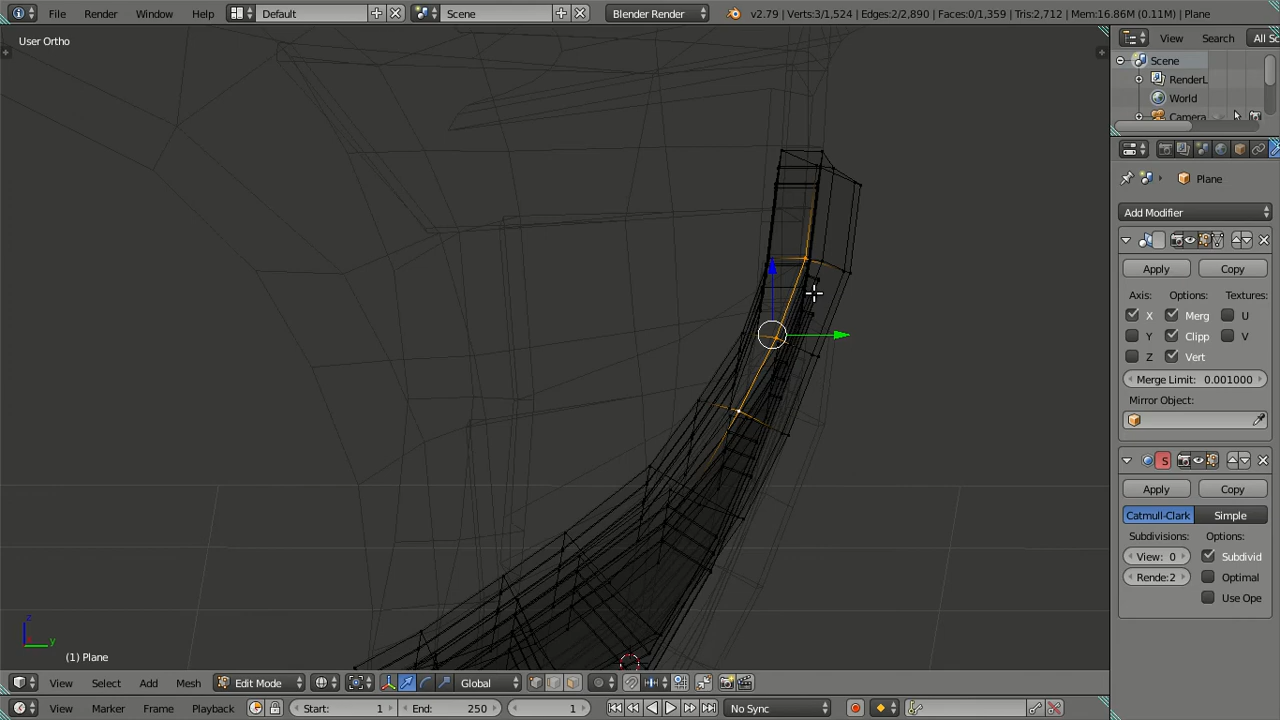 File Render Window Help Default Scene Blender Render v2.79 | Verts:3/1,524 | Edges:2/2,890 | Faces:0/1,359 | Tris:2,712 | Mem:16.86M (0.11M) | Plane
User Ortho
View Search All Sc
Scene
RenderL
World
Camera
Plane
Add Modifier
Apply Copy
Axis: Options: Textures:
X Merg U
Y Clipp V
Z Vert
Merge Limit: 0.001000
Mirror Object:
S
Apply Copy
Catmull-Clark Simple
Subdivisions: Options:
View: 0 Subdivid
Rende:2 Optimal
Use Ope
z
y
(1) Plane
View Select Add Mesh Edit Mode Global
View Marker Frame Playback Start: 1 End: 250 1 No Sync